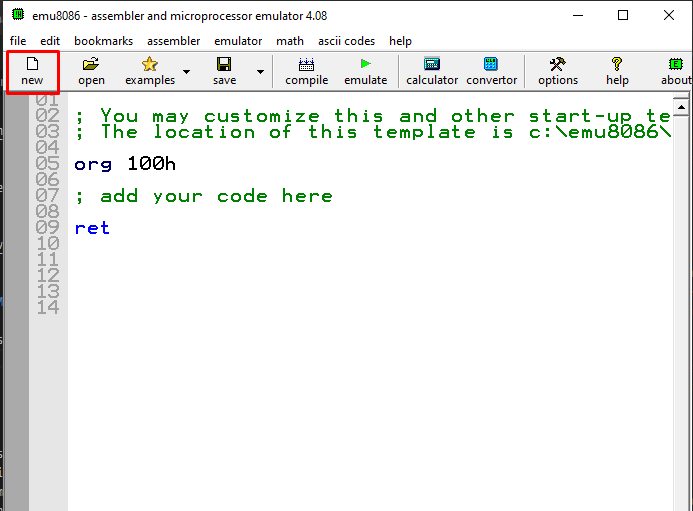 emu8086 - assembler and microprocessor emulator 4.08
file edit bookmarks assembler emulator math ascii codes help
new open examples save compile emulate calculator convertor options help about
01
02 ; You may customize this and other start-up te
03 ; The location of this template is c:\emu8086\
04
05 org 100h
06
07 ; add your code here
08
09 ret
10
11
12
13
14